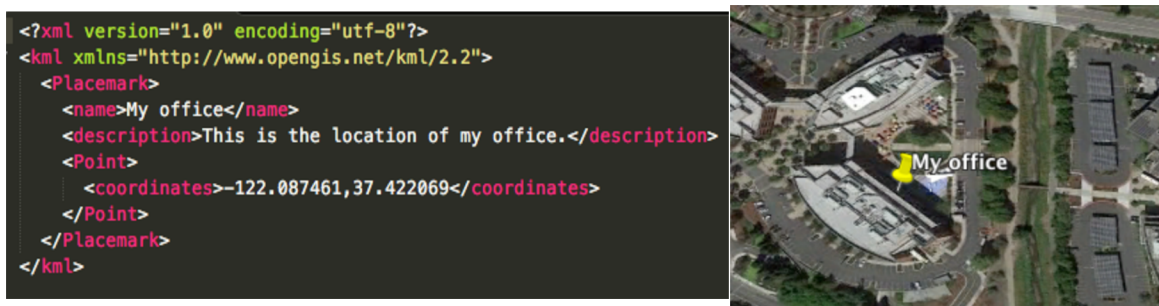 <?xml version="1.0" encoding="utf-8"?>
<kml xmlns="http://www.opengis.net/kml/2.2">
<Placemark>
<name>My office</name>
<description>This is the location of my office.</description>
<Point>
<coordinates>-122.087461,37.422069</coordinates>
</Point>
</Placemark>
</kml>
My office